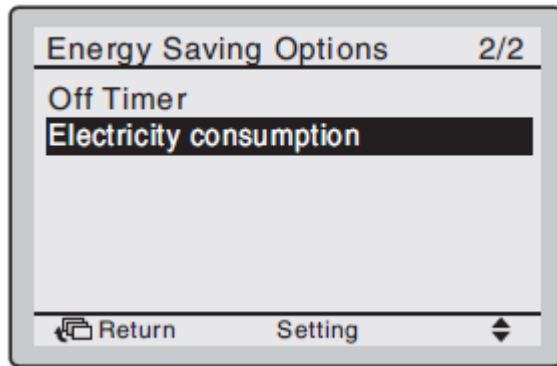 Energy Saving Options 2/2
Off Timer
Electricity consumption
Return Setting